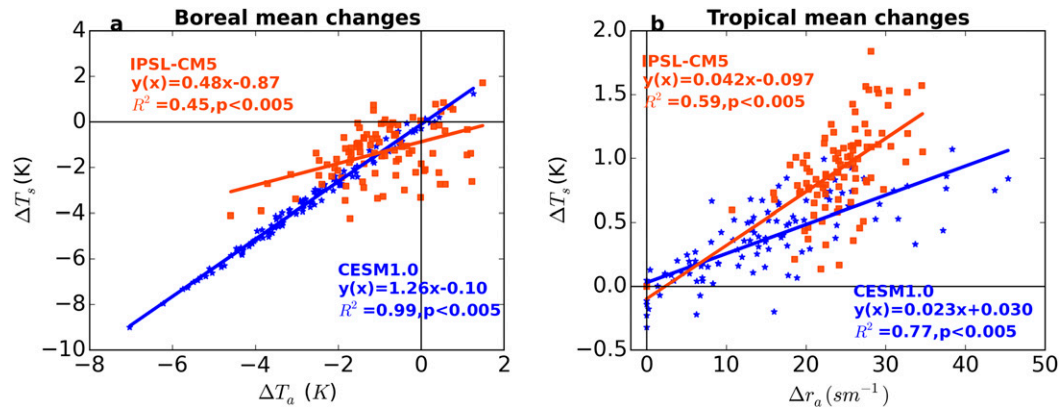 Boreal mean changes
a
4
2
0
−2
−4
−6
−8
−10
ΔT_s (K)
IPSL-CM5
y(x)=0.48x-0.87
R² =0.45,p<0.005
CESM1.0
y(x)=1.26x-0.10
R² =0.99,p<0.005
−8 −6 −4 −2 0 2
ΔT_a (K)
Tropical mean changes
b
2.0
1.5
1.0
0.5
0.0
−0.5
ΔT_s (K)
IPSL-CM5
y(x)=0.042x-0.097
R² =0.59,p<0.005
CESM1.0
y(x)=0.023x+0.030
R² =0.77,p<0.005
0 10 20 30 40 50
Δr_a(sm⁻¹)